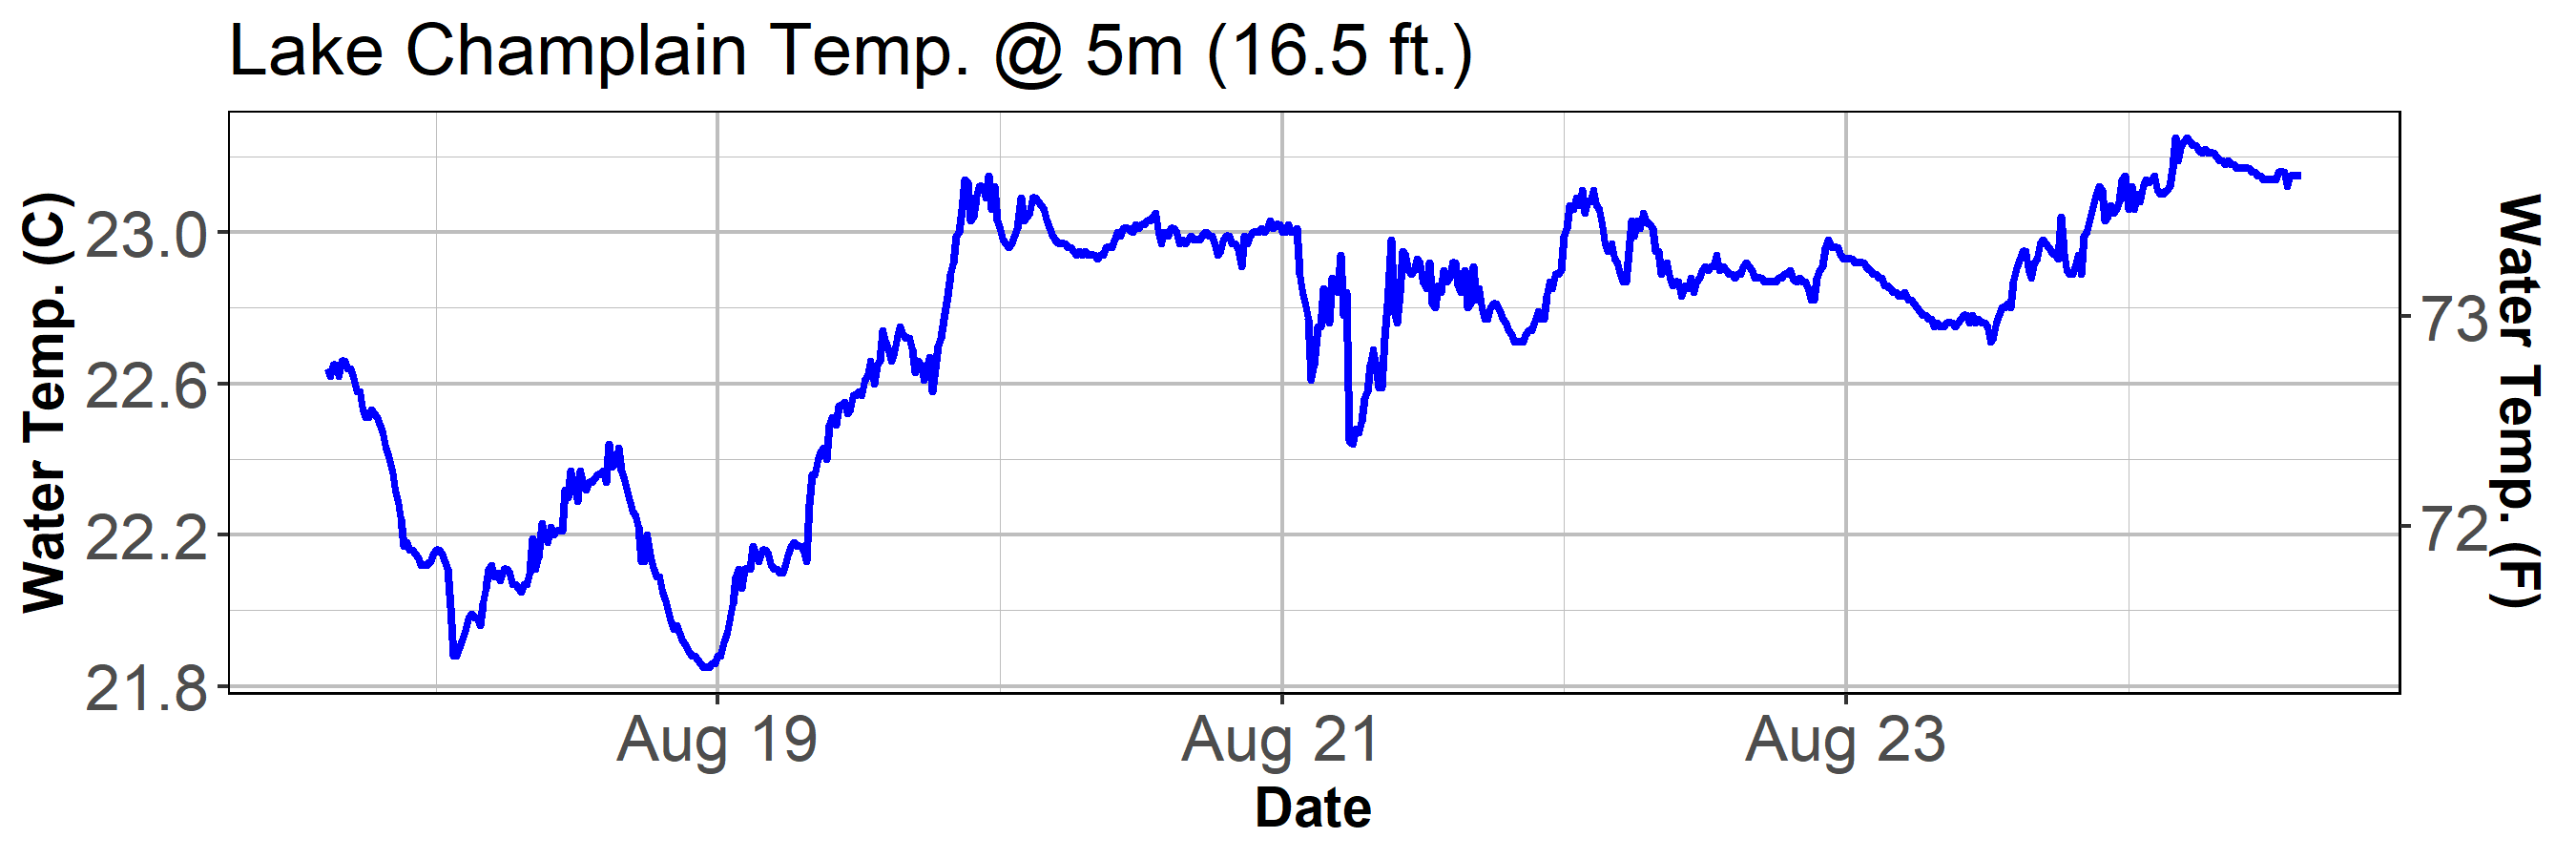 Lake Champlain Temp. @ 5m (16.5 ft.)
Water Temp. (C)
23.0
22.6
22.2
21.8
73
72
Water Temp. (F)
Aug 19 Aug 21 Aug 23
Date